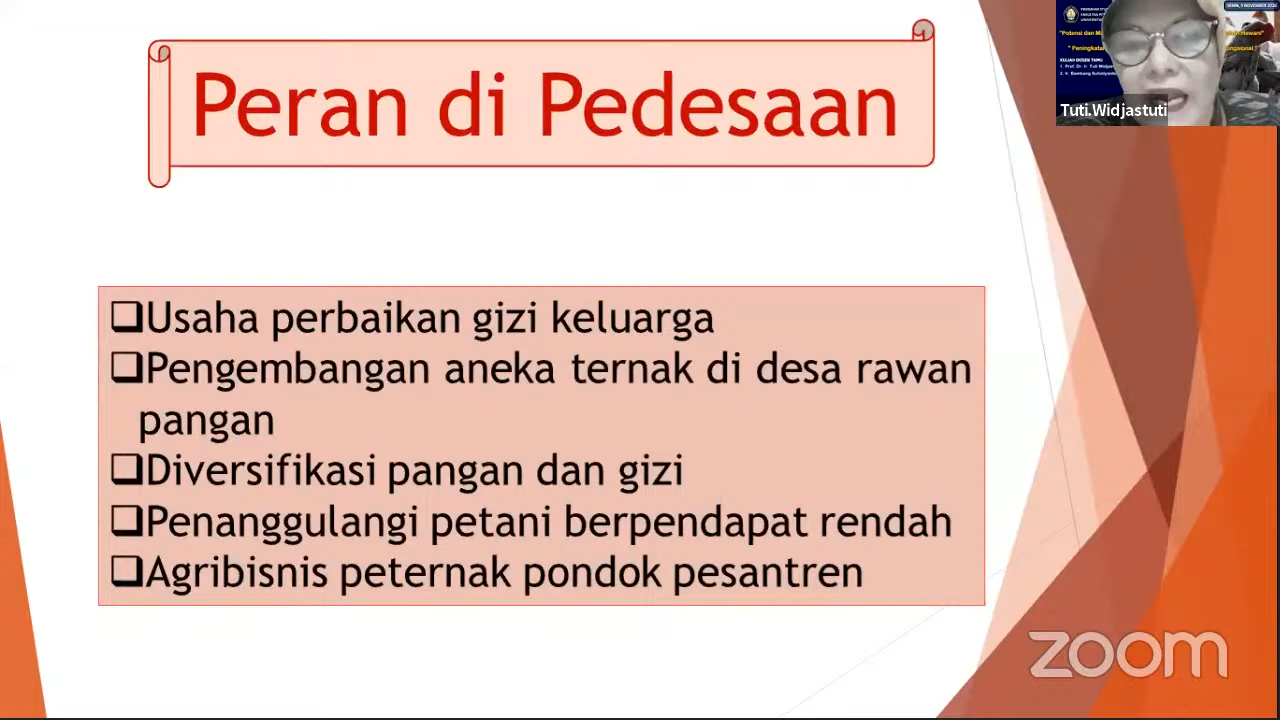 Peran di Pedesaan
Usaha perbaikan gizi keluarga
Pengembangan aneka ternak di desa rawan
pangan
Diversifikasi pangan dan gizi
Penanggulangi petani berpendapat rendah
Agribisnis peternak pondok pesantren
Tuti.Widjastuti
zoom